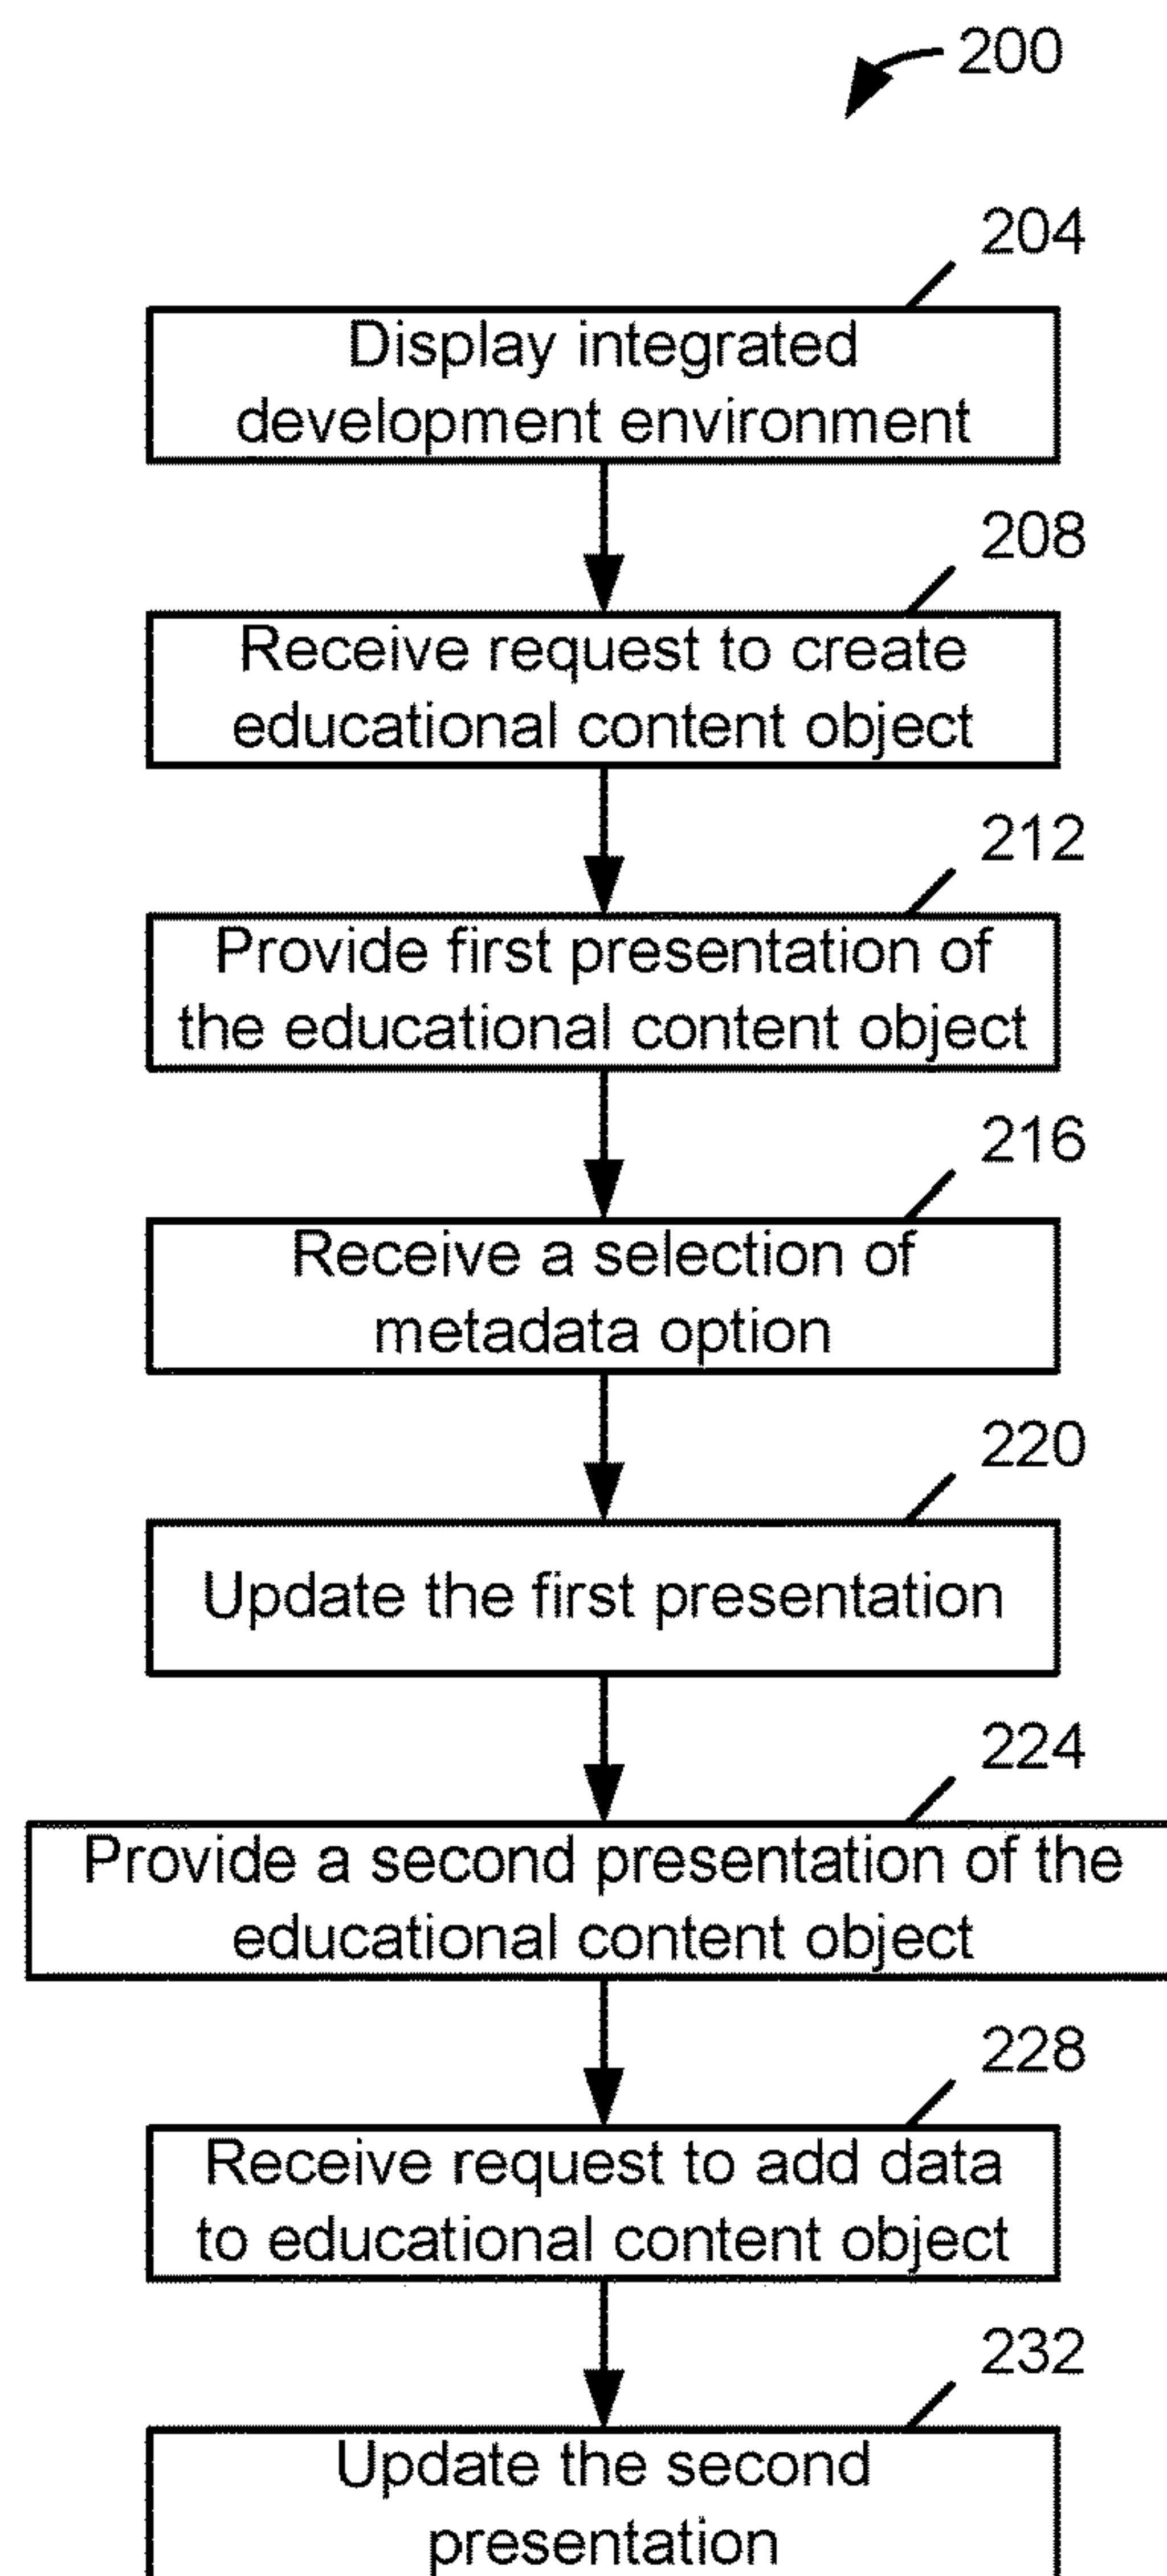 200
204
Display integrated
development environment
208
Receive request to create
educational content object
212
Provide first presentation of
the educational content object
216
Receive a selection of
metadata option
220
Update the first presentation
224
Provide a second presentation of the
educational content object
228
Receive request to add data
to educational content object
232
Update the second
presentation